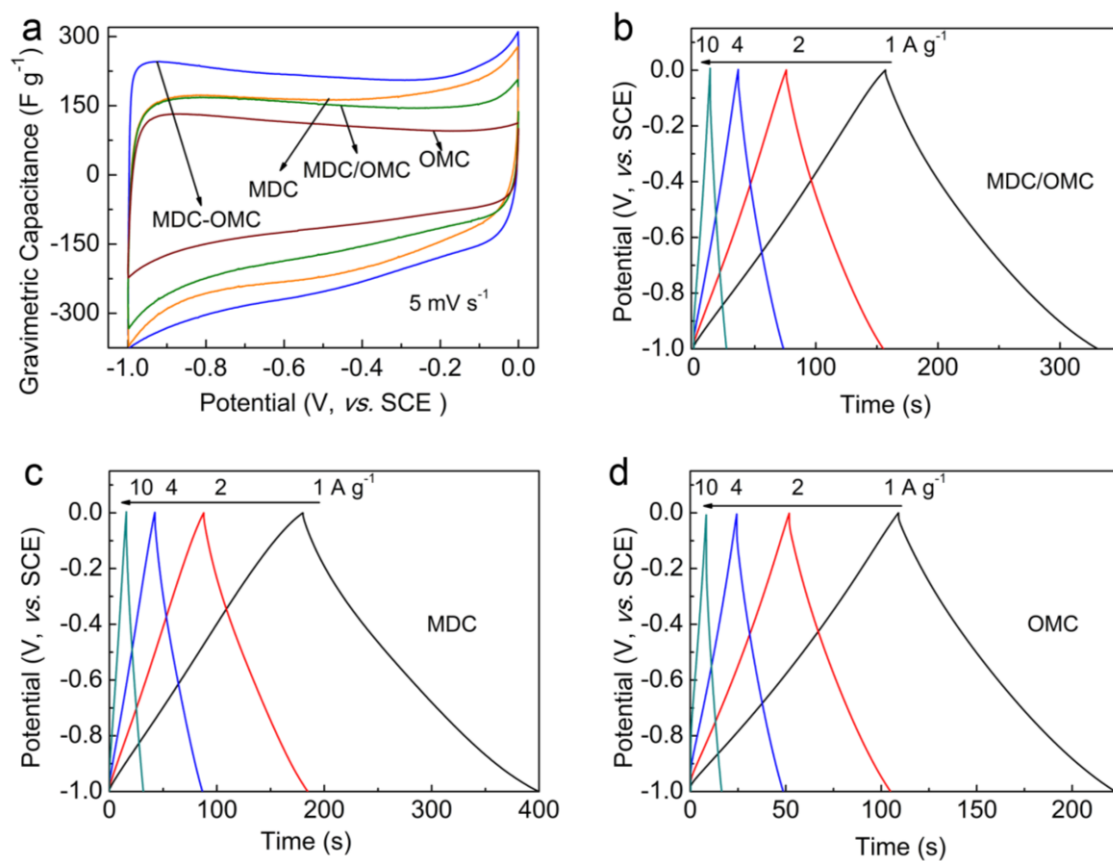 a
Gravimetric Capacitance (F g⁻¹)
300
150
0
-150
-300
MDC-OMC
MDC
MDC/OMC
OMC
5 mV s⁻¹
-1.0 -0.8 -0.6 -0.4 -0.2 0.0
Potential (V, vs. SCE )
b
10 4 2 1 A g⁻¹
Potential (V, vs. SCE)
0.0
-0.2
-0.4
-0.6
-0.8
-1.0
MDC/OMC
0 100 200 300
Time (s)
c
10 4 2 1 A g⁻¹
Potential (V, vs. SCE)
0.0
-0.2
-0.4
-0.6
-0.8
-1.0
MDC
0 100 200 300 400
Time (s)
d
10 4 2 1 A g⁻¹
Potential (V, vs. SCE)
0.0
-0.2
-0.4
-0.6
-0.8
-1.0
OMC
0 50 100 150 200
Time (s)